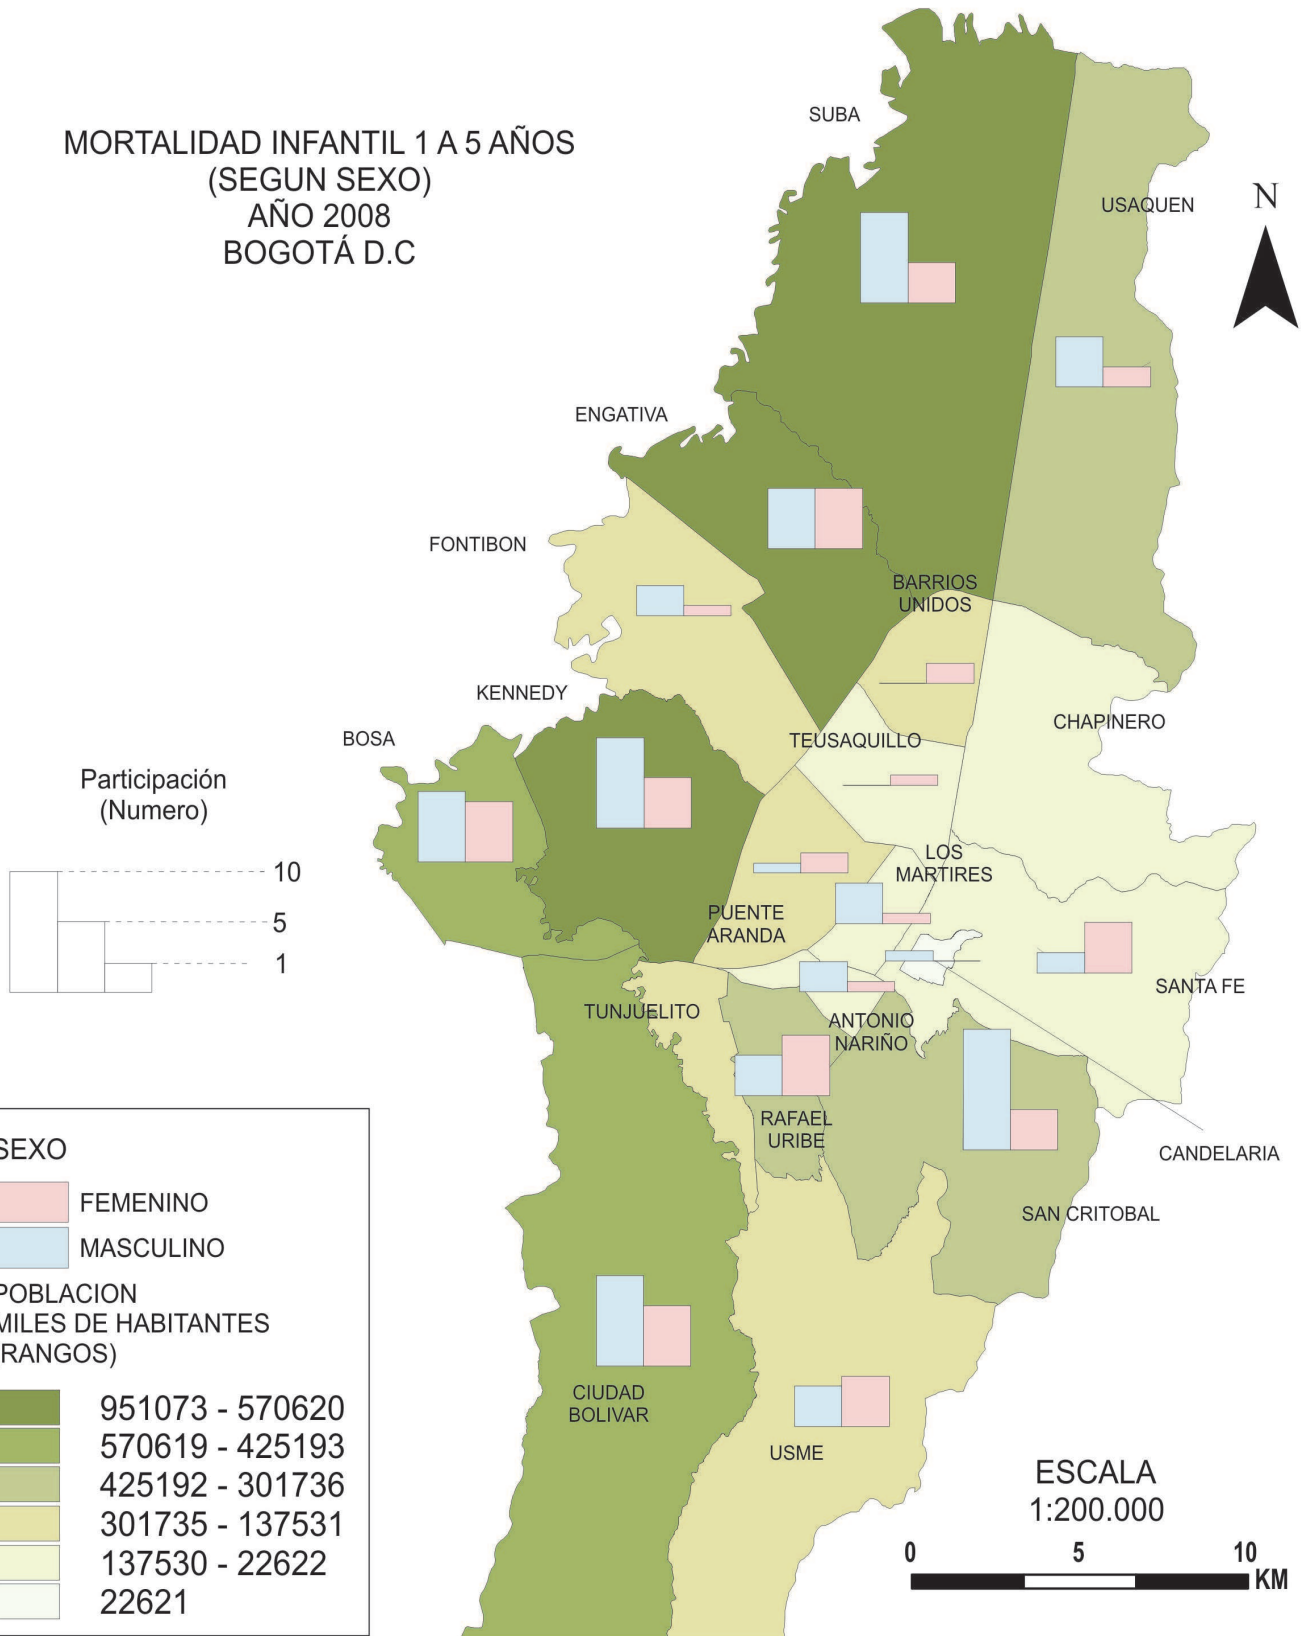 MORTALIDAD INFANTIL 1 A 5 AÑOS
(SEGUN SEXO)
AÑO 2008
BOGOTÁ D.C
SUBA
USAQUEN
N
ENGATIVA
FONTIBON
BARRIOS
UNIDOS
KENNEDY
BOSA
TEUSAQUILLO
CHAPINERO
LOS
MARTIRES
PUENTE
ARANDA
SANTA FE
TUNJUELITO
ANTONIO
NARIÑO
RAFAEL
URIBE
CANDELARIA
SAN CRITOBAL
CIUDAD
BOLIVAR
USME
Participación
(Numero)
10
5
1
SEXO
FEMENINO
MASCULINO
POBLACION
MILES DE HABITANTES
RANGOS)
951073 - 570620
570619 - 425193
425192 - 301736
301735 - 137531
137530 - 22622
22621
ESCALA
1:200.000
0 5 10
KM